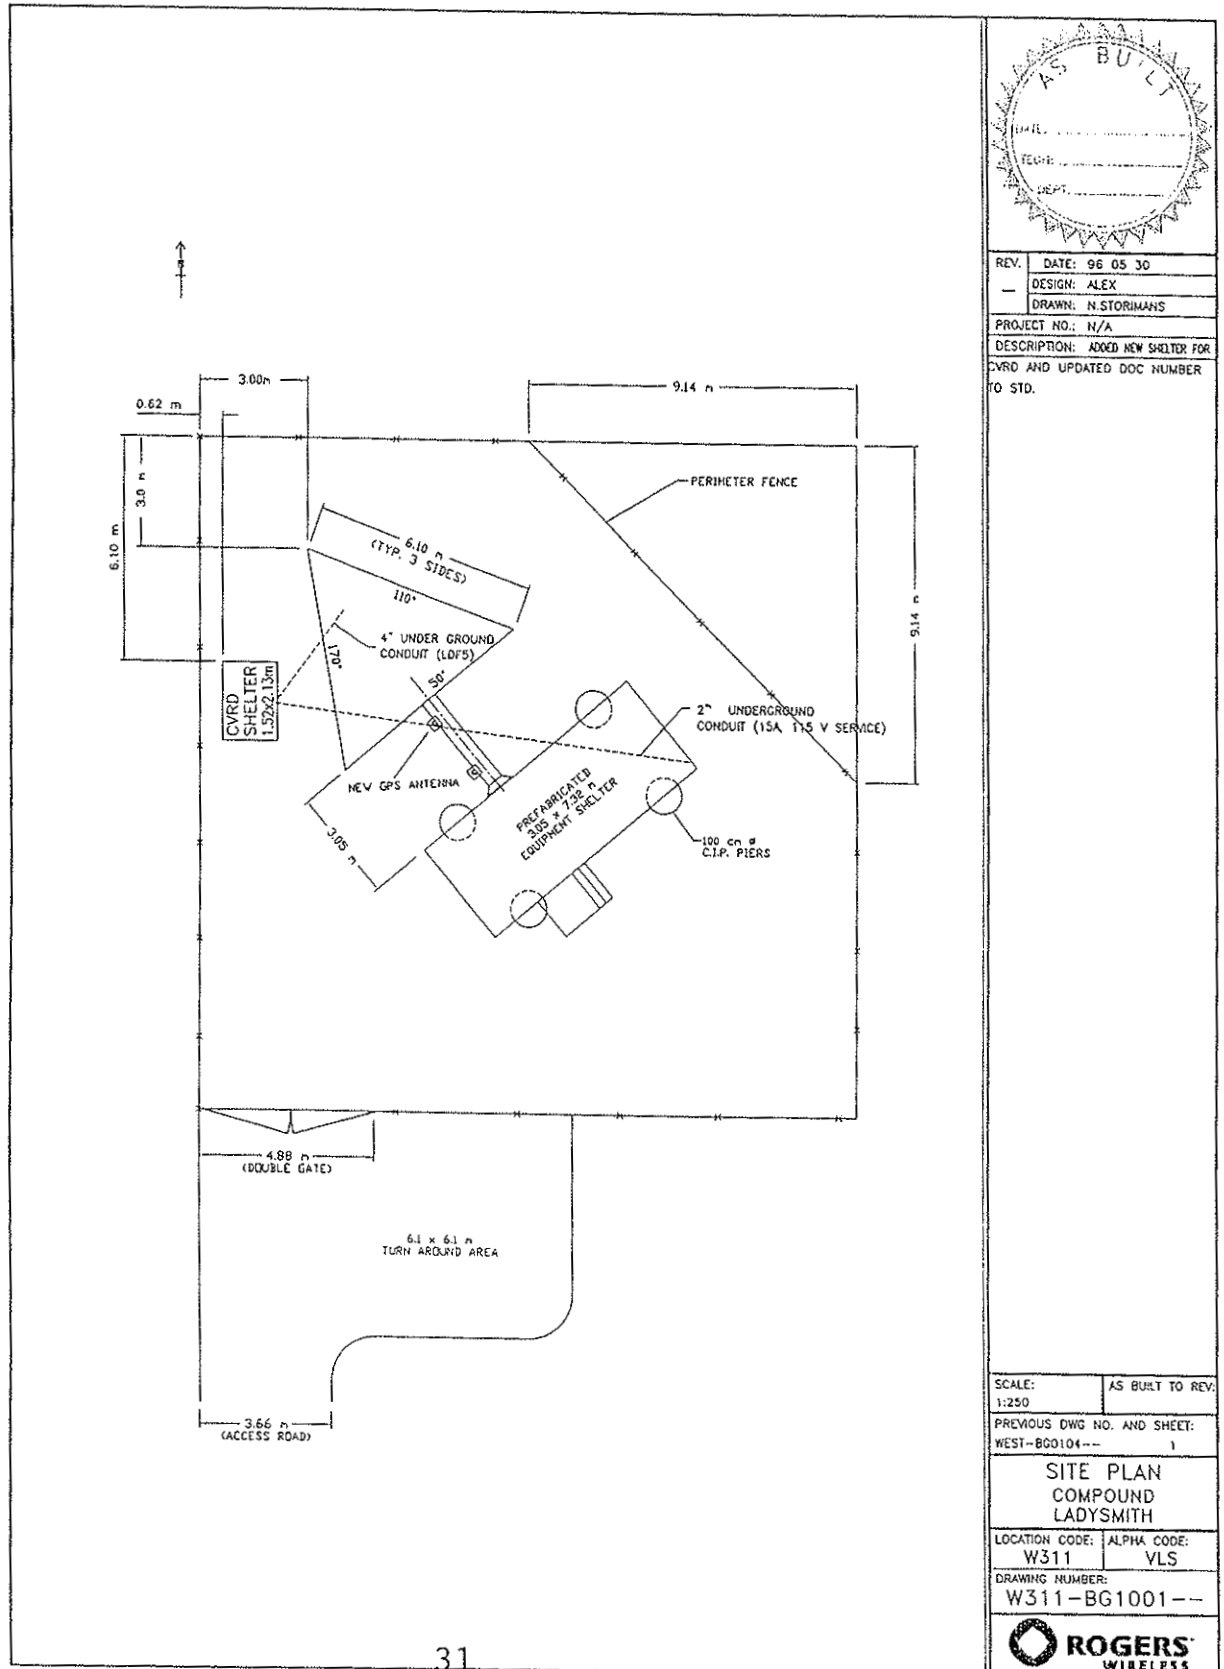 AS BUILT
DATE:
TECH:
DEPT.
REV. DATE: 96 05 30
— DESIGN: ALEX
DRAWN: N.STORIMANS
PROJECT NO.: N/A
DESCRIPTION: ADDED NEW SHELTER FOR
CVRD AND UPDATED DOC NUMBER
TO STD.
3.00m
9.14 m
0.62 m
3.0 m
6.10 m
PERIMETER FENCE
6.10 m
(TYP. 3 SIDES)
110°
9.14 m
4" UNDER GROUND
CONDUIT (LDF5)
170°
50°
CVRD
SHELTER
1.52x2.13m
2" UNDERGROUND
CONDUIT (15A, 115 V SERVICE)
NEW GPS ANTENNA
PREFABRICATED
3.05 x 7.32 m
EQUIPMENT SHELTER
3.05 m
100 cm ø
C.I.P. PIERS
4.88 m
(DOUBLE GATE)
6.1 x 6.1 m
TURN AROUND AREA
3.66 m
(ACCESS ROAD)
SCALE: AS BUILT TO REV:
1:250
PREVIOUS DWG NO. AND SHEET:
WEST-BG0104-- 1
SITE PLAN
COMPOUND
LADYSMITH
LOCATION CODE: ALPHA CODE:
W311 VLS
DRAWING NUMBER:
W311-BG1001--
ROGERS
WIRELESS
31